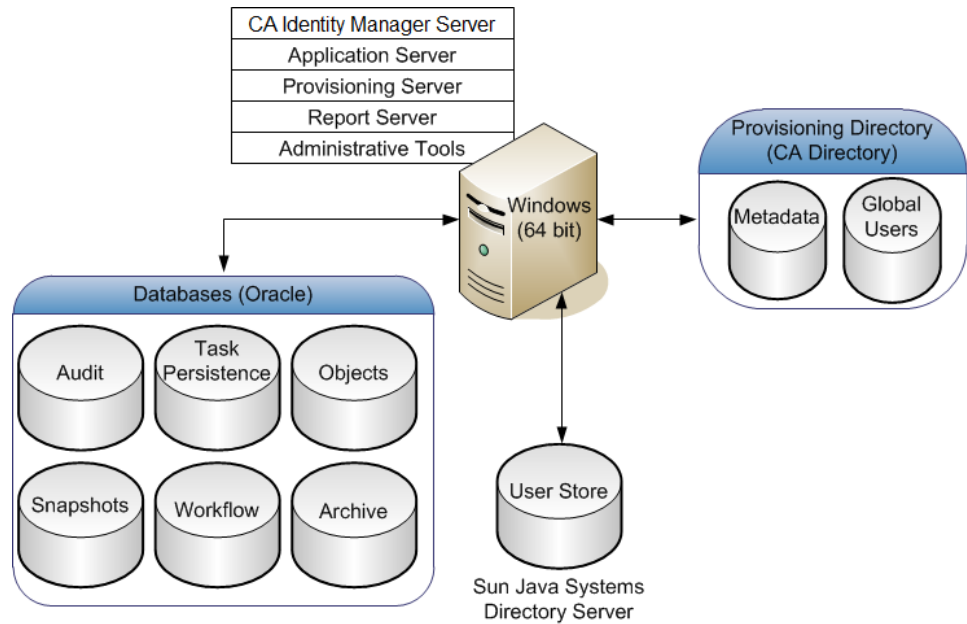 CA Identity Manager Server
Application Server
Provisioning Server
Report Server
Administrative Tools
Windows
(64 bit)
Provisioning Directory
(CA Directory)
Metadata
Global
Users
Databases (Oracle)
Audit
Task
Persistence
Objects
Snapshots
Workflow
Archive
User Store
Sun Java Systems
Directory Server